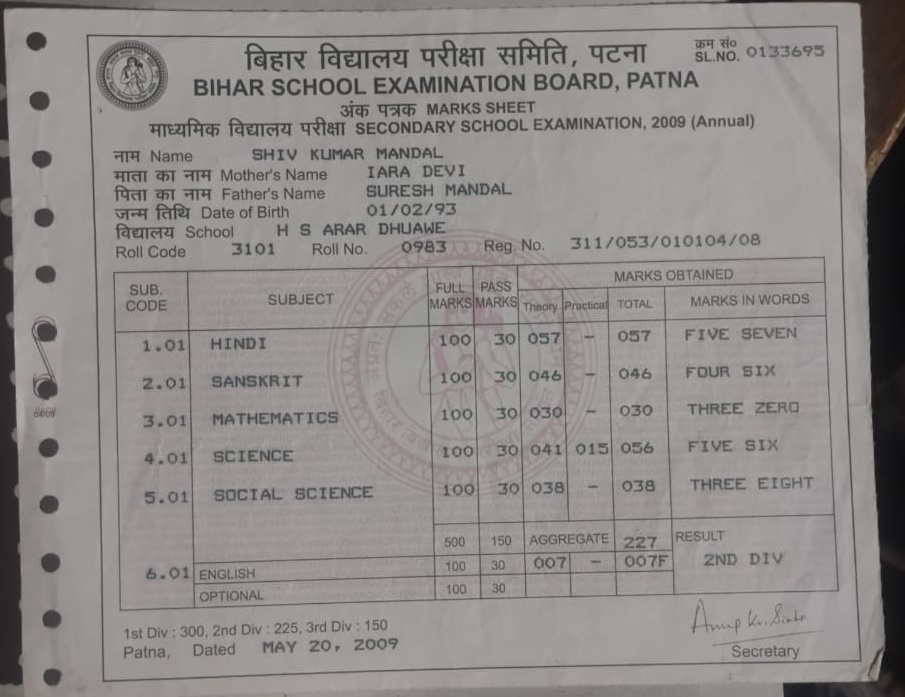 बिहार विद्यालय परीक्षा समिति, पटना
क्रम सं०
SL.NO. 0133695
BIHAR SCHOOL EXAMINATION BOARD, PATNA
अंक पत्रक MARKS SHEET
माध्यमिक विद्यालय परीक्षा SECONDARY SCHOOL EXAMINATION, 2009 (Annual)
नाम Name SHIV KUMAR MANDAL
माता का नाम Mother's Name IARA DEVI
पिता का नाम Father's Name SURESH MANDAL
जन्म तिथि Date of Birth 01/02/93
विद्यालय School H S ARAR DHUAWE
Roll Code 3101 Roll No. 0983 Reg. No. 311/053/010104/08
SUB. CODE SUBJECT FULL MARKS PASS MARKS MARKS OBTAINED
Theory Practical TOTAL MARKS IN WORDS
1.01 HINDI 100 30 057 - 057 FIVE SEVEN
2.01 SANSKRIT 100 30 046 - 046 FOUR SIX
3.01 MATHEMATICS 100 30 030 - 030 THREE ZERO
4.01 SCIENCE 100 30 041 015 056 FIVE SIX
5.01 SOCIAL SCIENCE 100 30 038 - 038 THREE EIGHT
500 150 AGGREGATE 227 RESULT
6.01 ENGLISH 100 30 007 - 007F 2ND DIV
OPTIONAL 100 30
1st Div : 300, 2nd Div : 225, 3rd Div : 150
Patna, Dated MAY 20, 2009
Secretary